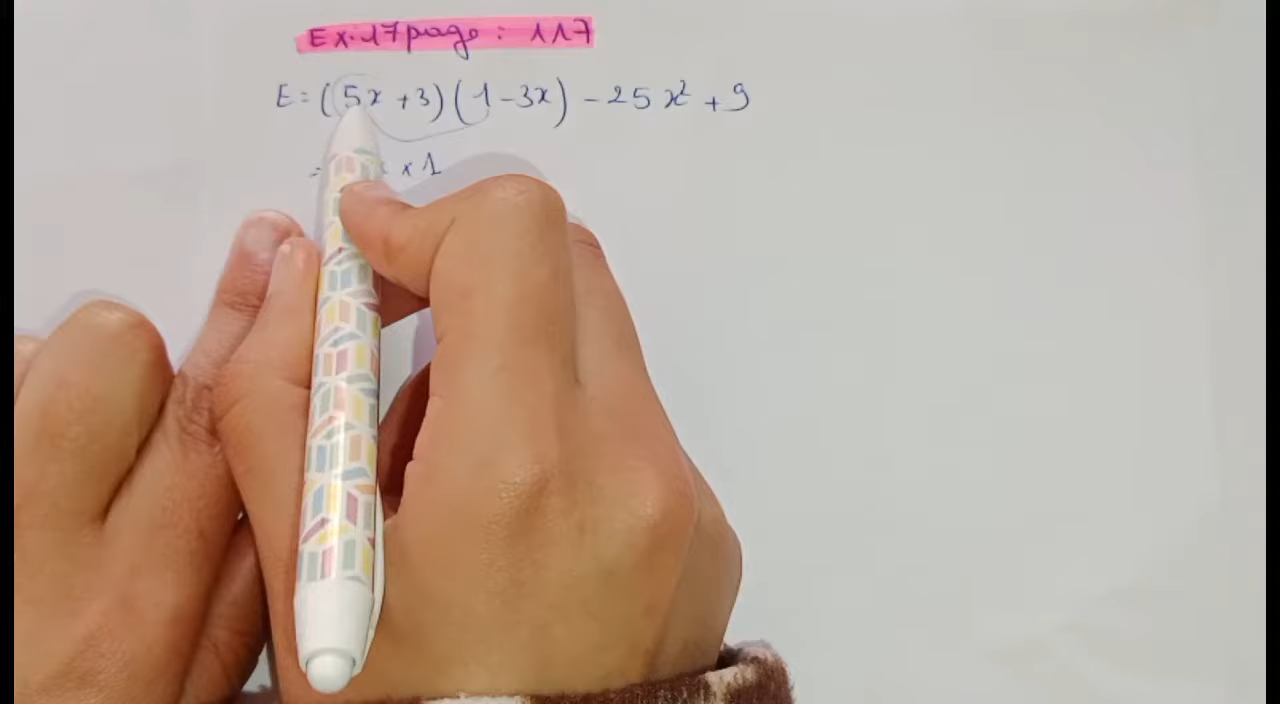 Ex.17 page : 117
E = (5x + 3)(1 - 3x) - 25x² + 9
= x × 1